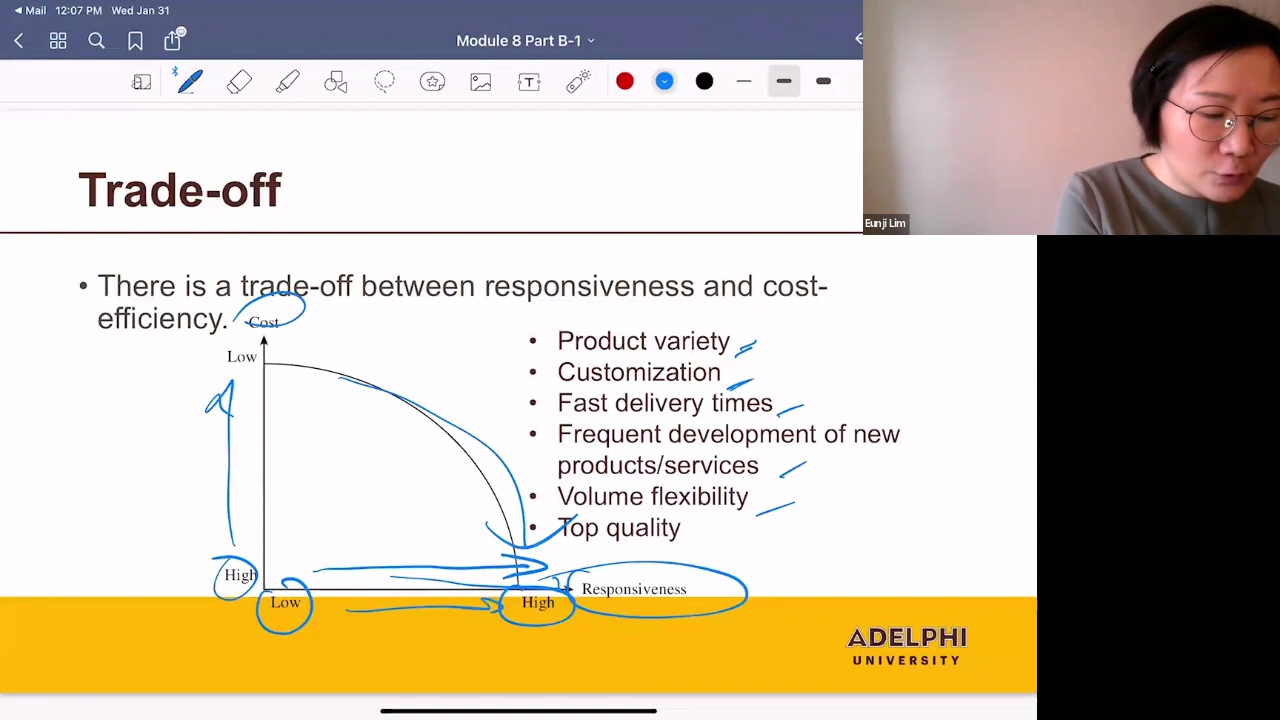 Mail 12:07 PM Wed Jan 31
Module 8 Part B-1
T
Eunji Lim
Trade-off
• There is a trade-off between responsiveness and cost-
efficiency.
Cost
Low
High
Low
High
Responsiveness
• Product variety
• Customization
• Fast delivery times
• Frequent development of new
products/services
• Volume flexibility
• Top quality
ADELPHI
UNIVERSITY